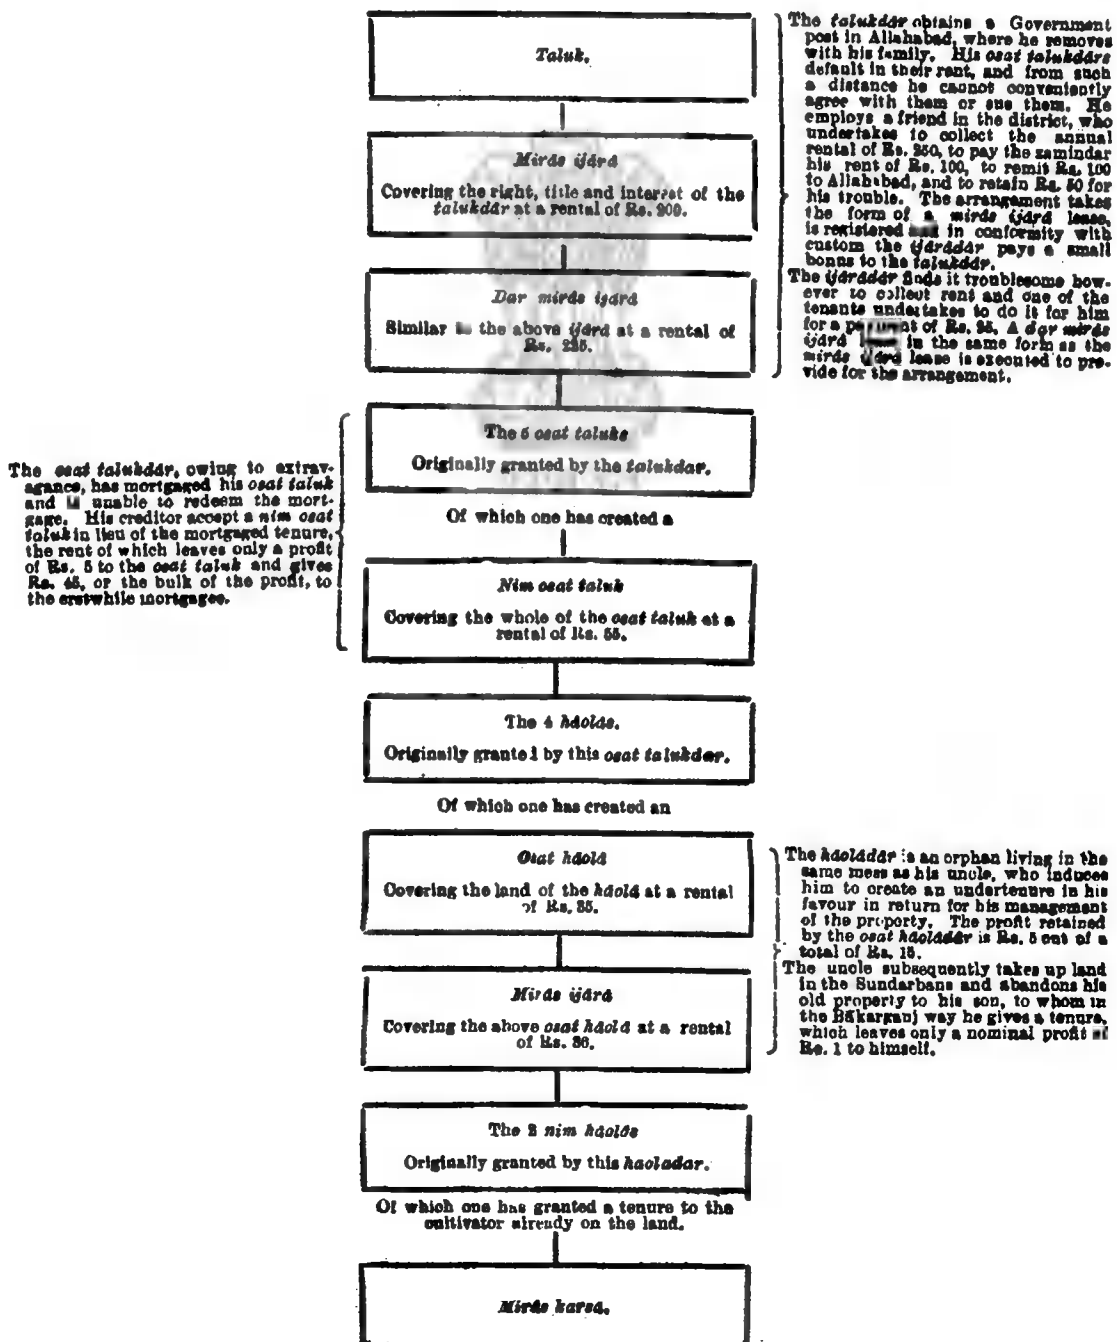 Taluk.
The talukdár obtains a Government
post in Allahabad, where he removes
with his family. His osat talukdárs
default in their rent, and from such
a distance he cannot conveniently
agree with them or sue them. He
employs a friend in the district, who
undertakes to collect the annual
rental of Rs. 250, to pay the zamindar
his rent of Rs. 100, to remit Rs. 100
to Allahabad, and to retain Rs. 50 for
his trouble. The arrangement takes
the form of a mirás ijárá lease,
is registered and in conformity with
custom the ijárádár pays a small
bonus to the talukdár.
The ijárádár finds it troublesome how-
ever to collect rent and one of the
tenants undertakes to do it for him
for a payment of Rs. 25. A dar mirás
ijárá in the same form as the
mirás ijárá lease is executed to pro-
vide for the arrangement.
Mirás ijárá
Covering the right, title and interest of the
talukdár at a rental of Rs. 200.
Dar mirás ijárá
Similar to the above ijárá at a rental of
Rs. 225.
The 5 osat taluks
Originally granted by the talukdar.
Of which one has created a
The osat talukdár, owing to extrav-
agance, has mortgaged his osat taluk
and is unable to redeem the mort-
gage. His creditor accept a nim osat
taluk in lieu of the mortgaged tenure,
the rent of which leaves only a profit
of Rs. 5 to the osat taluk and gives
Rs. 45, or the bulk of the profit, to
the erstwhile mortgagee.
Nim osat taluk
Covering the whole of the osat taluk at a
rental of Rs. 55.
The 4 háolás.
Originally granted by this osat talukdar.
Of which one has created an
Osat háolá
Covering the land of the háolá at a rental
of Rs. 35.
The háoládár is an orphan living in the
same mess as his uncle, who induces
him to create an undertenure in his
favour in return for his management
of the property. The profit retained
by the osat háoládár is Rs. 5 out of a
total of Rs. 15.
The uncle subsequently takes up land
in the Sundarbans and abandons his
old property to his son, to whom in
the Bákarganj way he gives a tenure,
which leaves only a nominal profit of
Re. 1 to himself.
Mirás ijárá
Covering the above osat háolá at a rental
of Rs. 36.
The 2 nim háolás
Originally granted by this haoladar.
Of which one has granted a tenure to the
cultivator already on the land.
Mirás karsá.